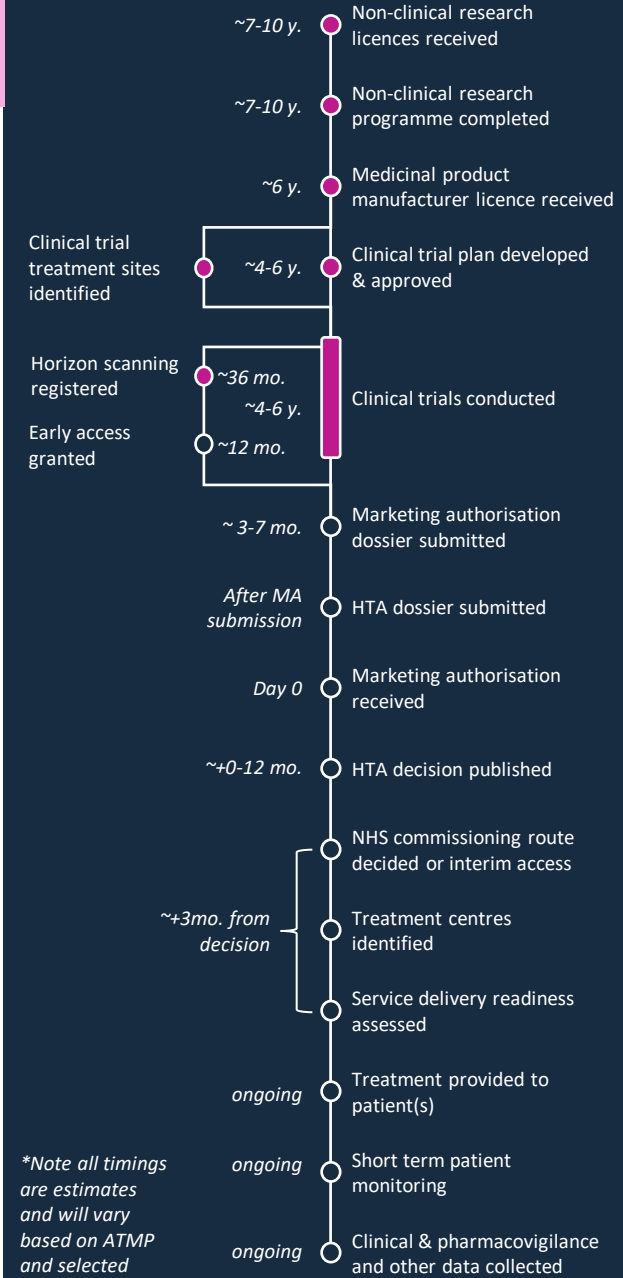 ~7-10 y.
Non-clinical research
licences received
~7-10 y.
Non-clinical research
programme completed
~6 y.
Medicinal product
manufacturer licence received
Clinical trial
treatment sites
identified
~4-6 y.
Clinical trial plan developed
& approved
Horizon scanning
registered
~36 mo.
~4-6 y.
Clinical trials conducted
Early access
granted
~12 mo.
~ 3-7 mo.
Marketing authorisation
dossier submitted
After MA
submission
HTA dossier submitted
Day 0
Marketing authorisation
received
~+0-12 mo.
HTA decision published
NHS commissioning route
decided or interim access
~+3mo. from
decision
Treatment centres
identified
Service delivery readiness
assessed
ongoing
Treatment provided to
patient(s)
ongoing
Short term patient
monitoring
ongoing
Clinical & pharmacovigilance
and other data collected
*Note all timings
are estimates
and will vary
based on ATMP
and selected